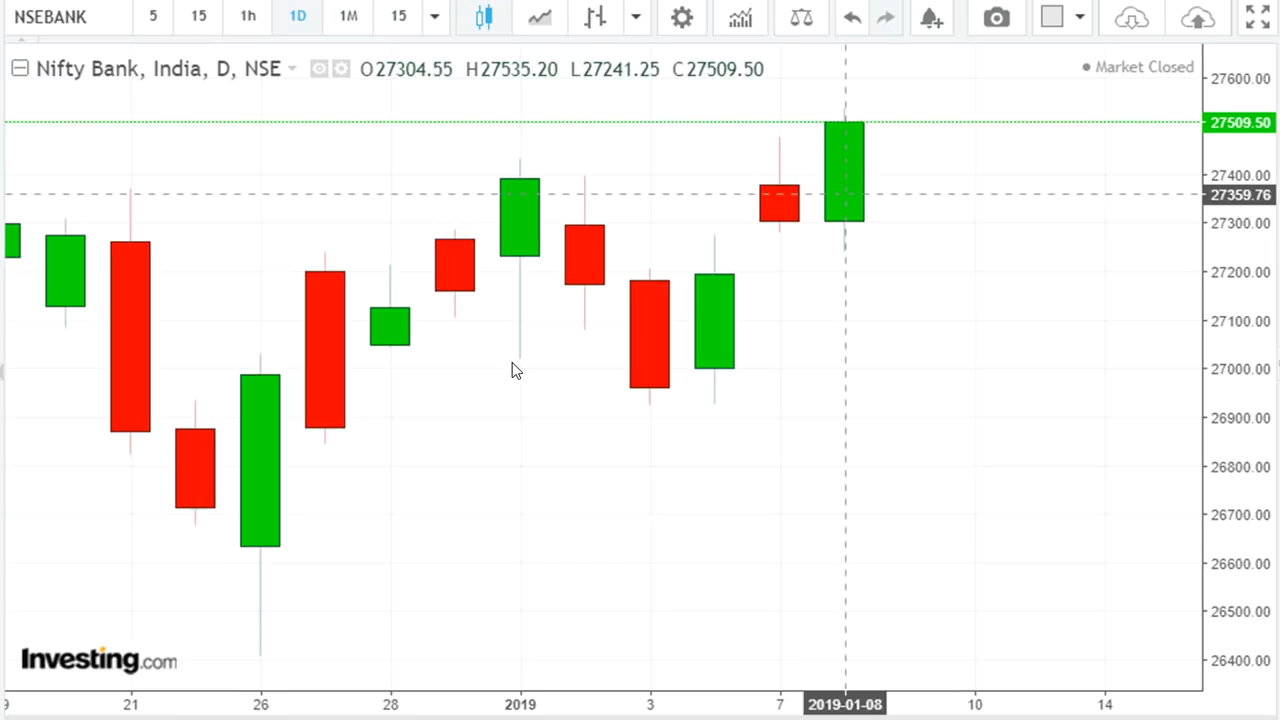 NSEBANK 5 15 1h 1D 1M 15
Nifty Bank, India, D, NSE O27304.55 H27535.20 L27241.25 C27509.50
Market Closed
27600.00
27509.50
27400.00
27359.76
27300.00
27200.00
27100.00
27000.00
26900.00
26800.00
26700.00
26600.00
26500.00
26400.00
Investing.com
9 21 26 28 2019 3 7 2019-01-08 10 14